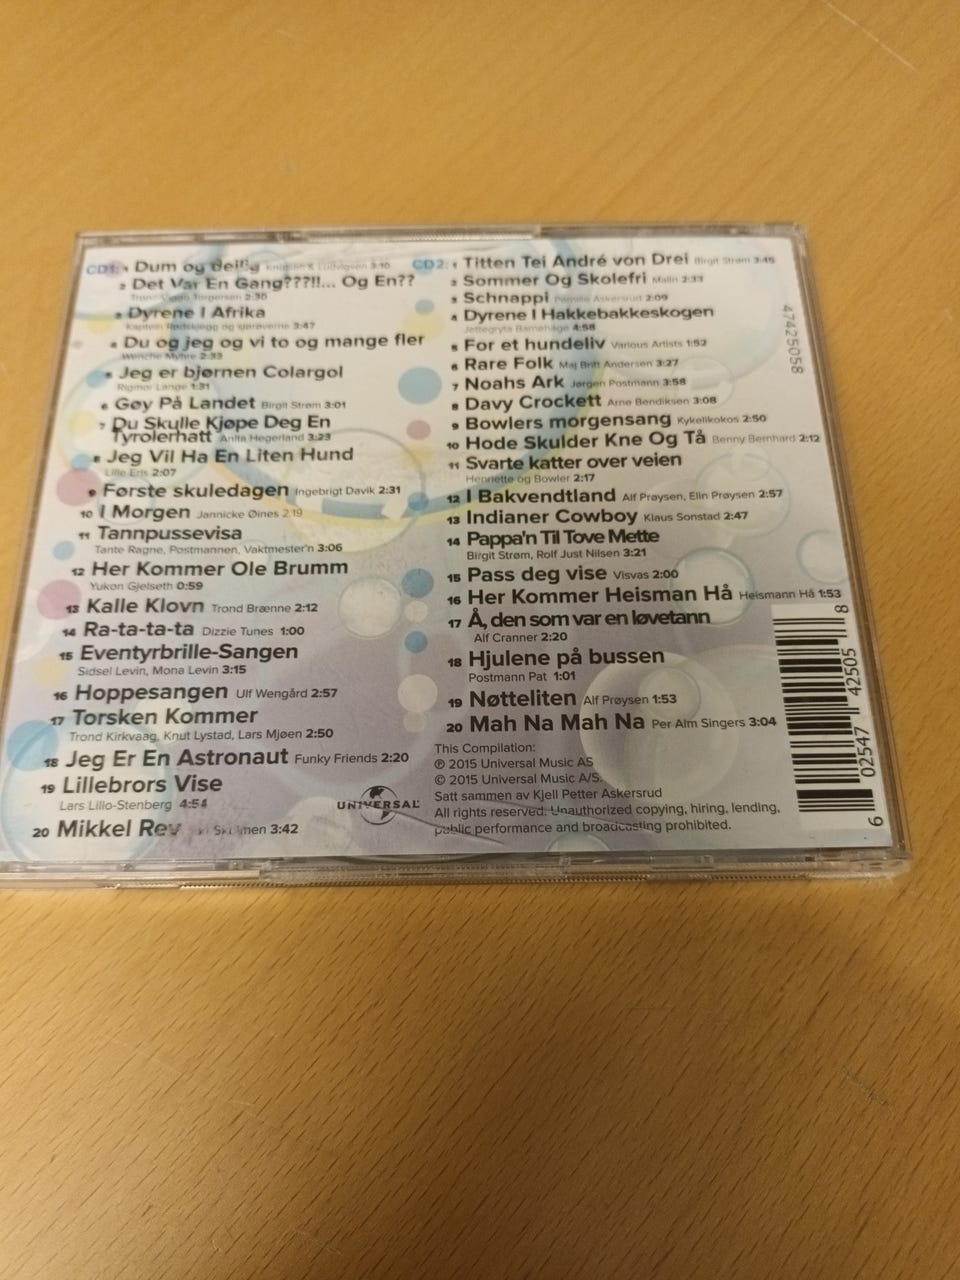 CD1: 1 Dum og deilig Knutsen & Ludvigsen 3:10
2 Det Var En Gang???!!... Og En??
Trond Viggo Torgersen 2:30
3 Dyrene I Afrika
Kaptein Rødskjegg og sjørøverne 3:47
4 Du og jeg og vi to og mange fler
Wenche Myhre 2:33
5 Jeg er bjørnen Colargol
Rigmor Lange 1:31
6 Gøy På Landet Birgit Strøm 3:01
7 Du Skulle Kjøpe Deg En
Tyrolerhatt Anita Hegerland 3:23
8 Jeg Vil Ha En Liten Hund
Lille Eris 2:07
9 Første skuledagen Ingebrigt Davik 2:31
10 I Morgen Jannicke Øines 2:19
11 Tannpussevisa
Tante Ragne, Postmannen, Vaktmester'n 3:06
12 Her Kommer Ole Brumm
Yukon Gjelseth 0:59
13 Kalle Klovn Trond Brænne 2:12
14 Ra-ta-ta-ta Dizzie Tunes 1:00
15 Eventyrbrille-Sangen
Sidsel Levin, Mona Levin 3:15
16 Hoppesangen Ulf Wengård 2:57
17 Torsken Kommer
Trond Kirkvaag, Knut Lystad, Lars Mjøen 2:50
18 Jeg Er En Astronaut Funky Friends 2:20
19 Lillebrors Vise
Lars Lillo-Stenberg 4:54
20 Mikkel Rev 3:42
UNIVERSAL
CD2: 1 Titten Tei André von Drei Birgit Strøm 3:45
2 Sommer Og Skolefri Malin 2:33
3 Schnappi Pernille Askersrud 2:09
4 Dyrene I Hakkebakkeskogen
Jettegryta Barnehage 4:58
5 For et hundeliv Various Artists 1:52
6 Rare Folk Maj Britt Andersen 3:27
7 Noahs Ark Jørgen Postmann 3:58
8 Davy Crockett Arne Bendiksen 3:08
9 Bowlers morgensang Kykelikokos 2:50
10 Hode Skulder Kne Og Tå Benny Bernhard 2:12
11 Svarte katter over veien
Henriette og Bowler 2:17
12 I Bakvendtland Alf Prøysen, Elin Prøysen 2:57
13 Indianer Cowboy Klaus Sonstad 2:47
14 Pappa'n Til Tove Mette
Birgit Strøm, Rolf Just Nilsen 3:21
15 Pass deg vise Visvas 2:00
16 Her Kommer Heisman Hå Heismann Hå 1:53
17 Å, den som var en løvetann
Alf Cranner 2:20
18 Hjulene på bussen
Postmann Pat 1:01
19 Nøtteliten Alf Prøysen 1:53
20 Mah Na Mah Na Per Alm Singers 3:04
This Compilation:
℗ 2015 Universal Music AS
© 2015 Universal Music A/S.
Satt sammen av Kjell Petter Askersrud
All rights reserved. Unauthorized copying, hiring, lending,
public performance and broadcasting prohibited.
47425058
6 02547 42505 8